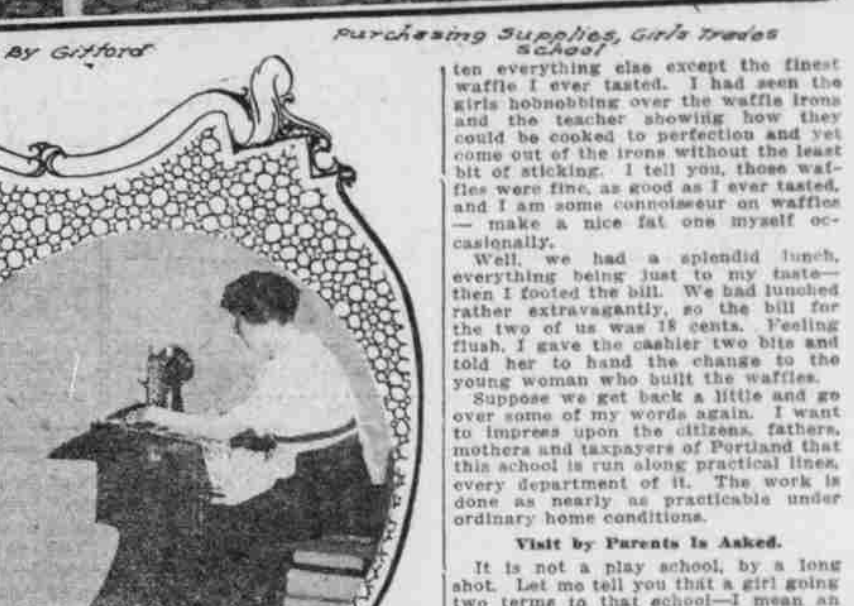 By Gifford
Purchasing Supplies, Girls Trades
School
ten everything else except the finest
waffle I ever tasted. I had seen the
girls hobnobbing over the waffle irons
and the teacher showing how they
could be cooked to perfection and yet
come out of the irons without the least
bit of sticking. I tell you, those waf-
fles were fine, as good as I ever tasted,
and I am some connoiseur on waffles
— make a nice fat one myself oc-
casionally.
Well, we had a splendid lunch,
everything being just to my taste—
then I footed the bill. We had lunched
rather extravagantly, so the bill for
the two of us was 18 cents. Feeling
flush, I gave the cashier two bits and
told her to hand the change to the
young woman who built the waffles.
Suppose we get back a little and go
over some of my words again. I want
to impress upon the citizens, fathers,
mothers and taxpayers of Portland that
this school is run along practical lines,
every department of it. The work is
done as nearly as practicable under
ordinary home conditions.
Visit by Parents Is Asked.
It is not a play school, by a long
shot. Let me tell you that a girl going
two terms to that school—I mean an